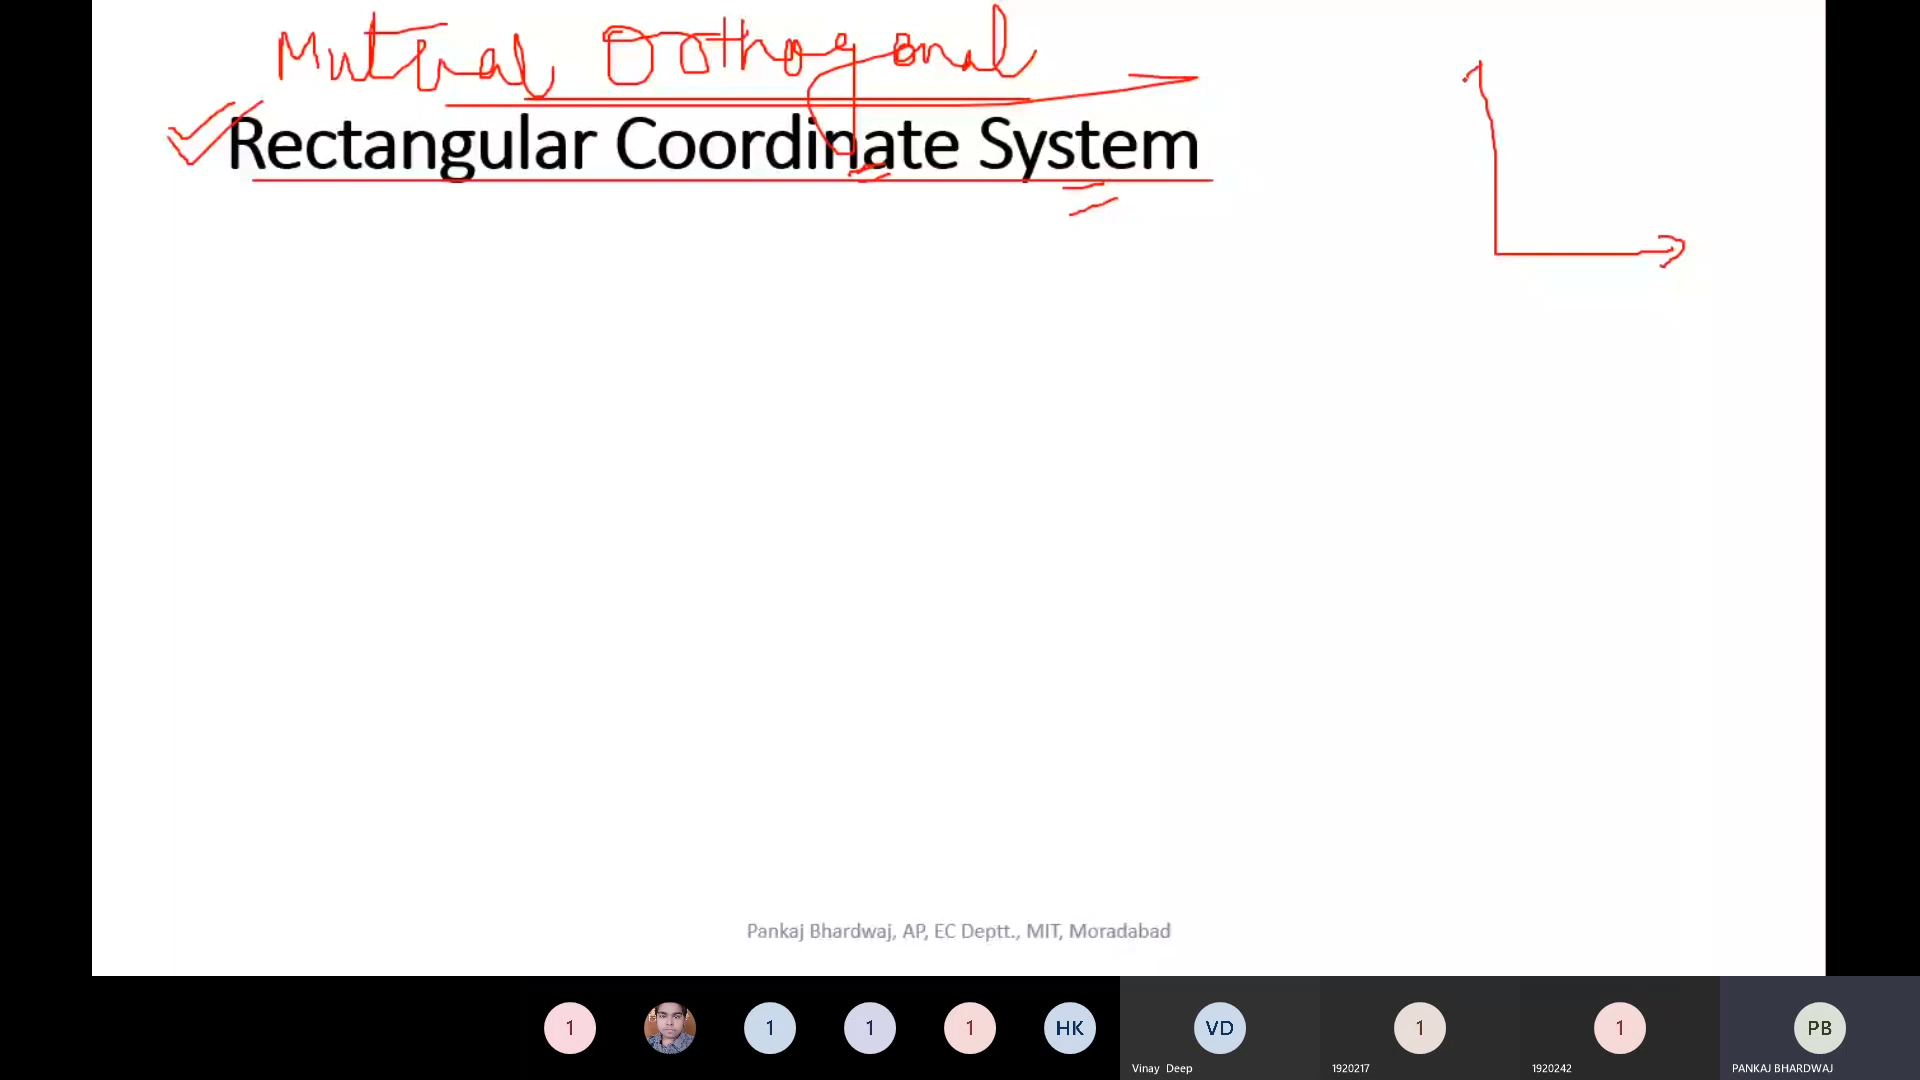 Mutual Orthogonal
Rectangular Coordinate System
Pankaj Bhardwaj, AP, EC Deptt., MIT, Moradabad
1
1
1
1
HK
VD
1
1
PB
Vinay Deep
1920217
1920242
PANKAJ BHARDWAJ